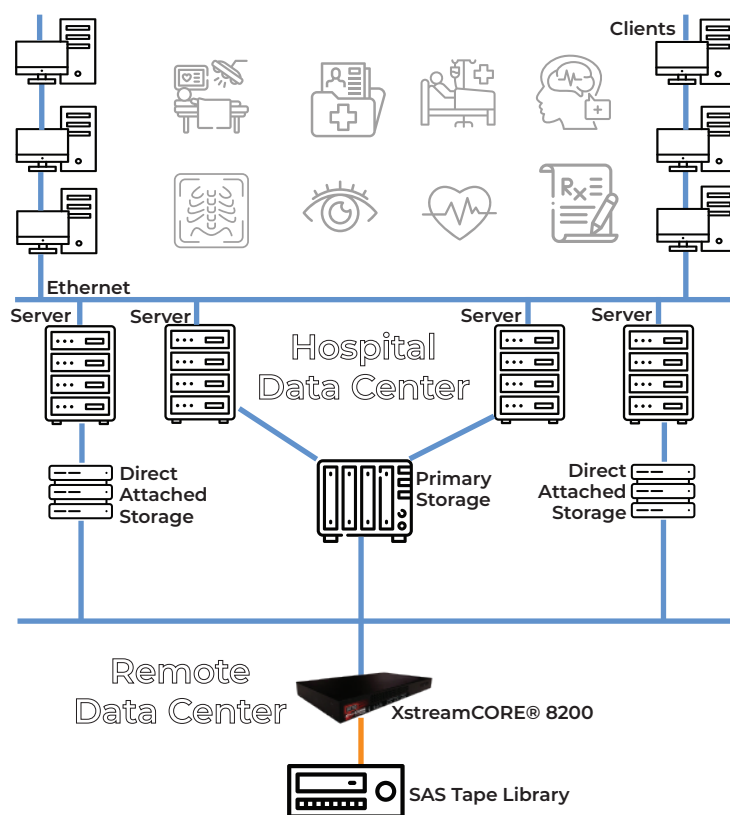 Clients
Rx
Ethernet
Server
Server
Server
Server
Hospital
Data Center
Direct
Attached
Storage
Primary
Storage
Direct
Attached
Storage
Remote
Data Center
XstreamCORE® 8200
SAS Tape Library